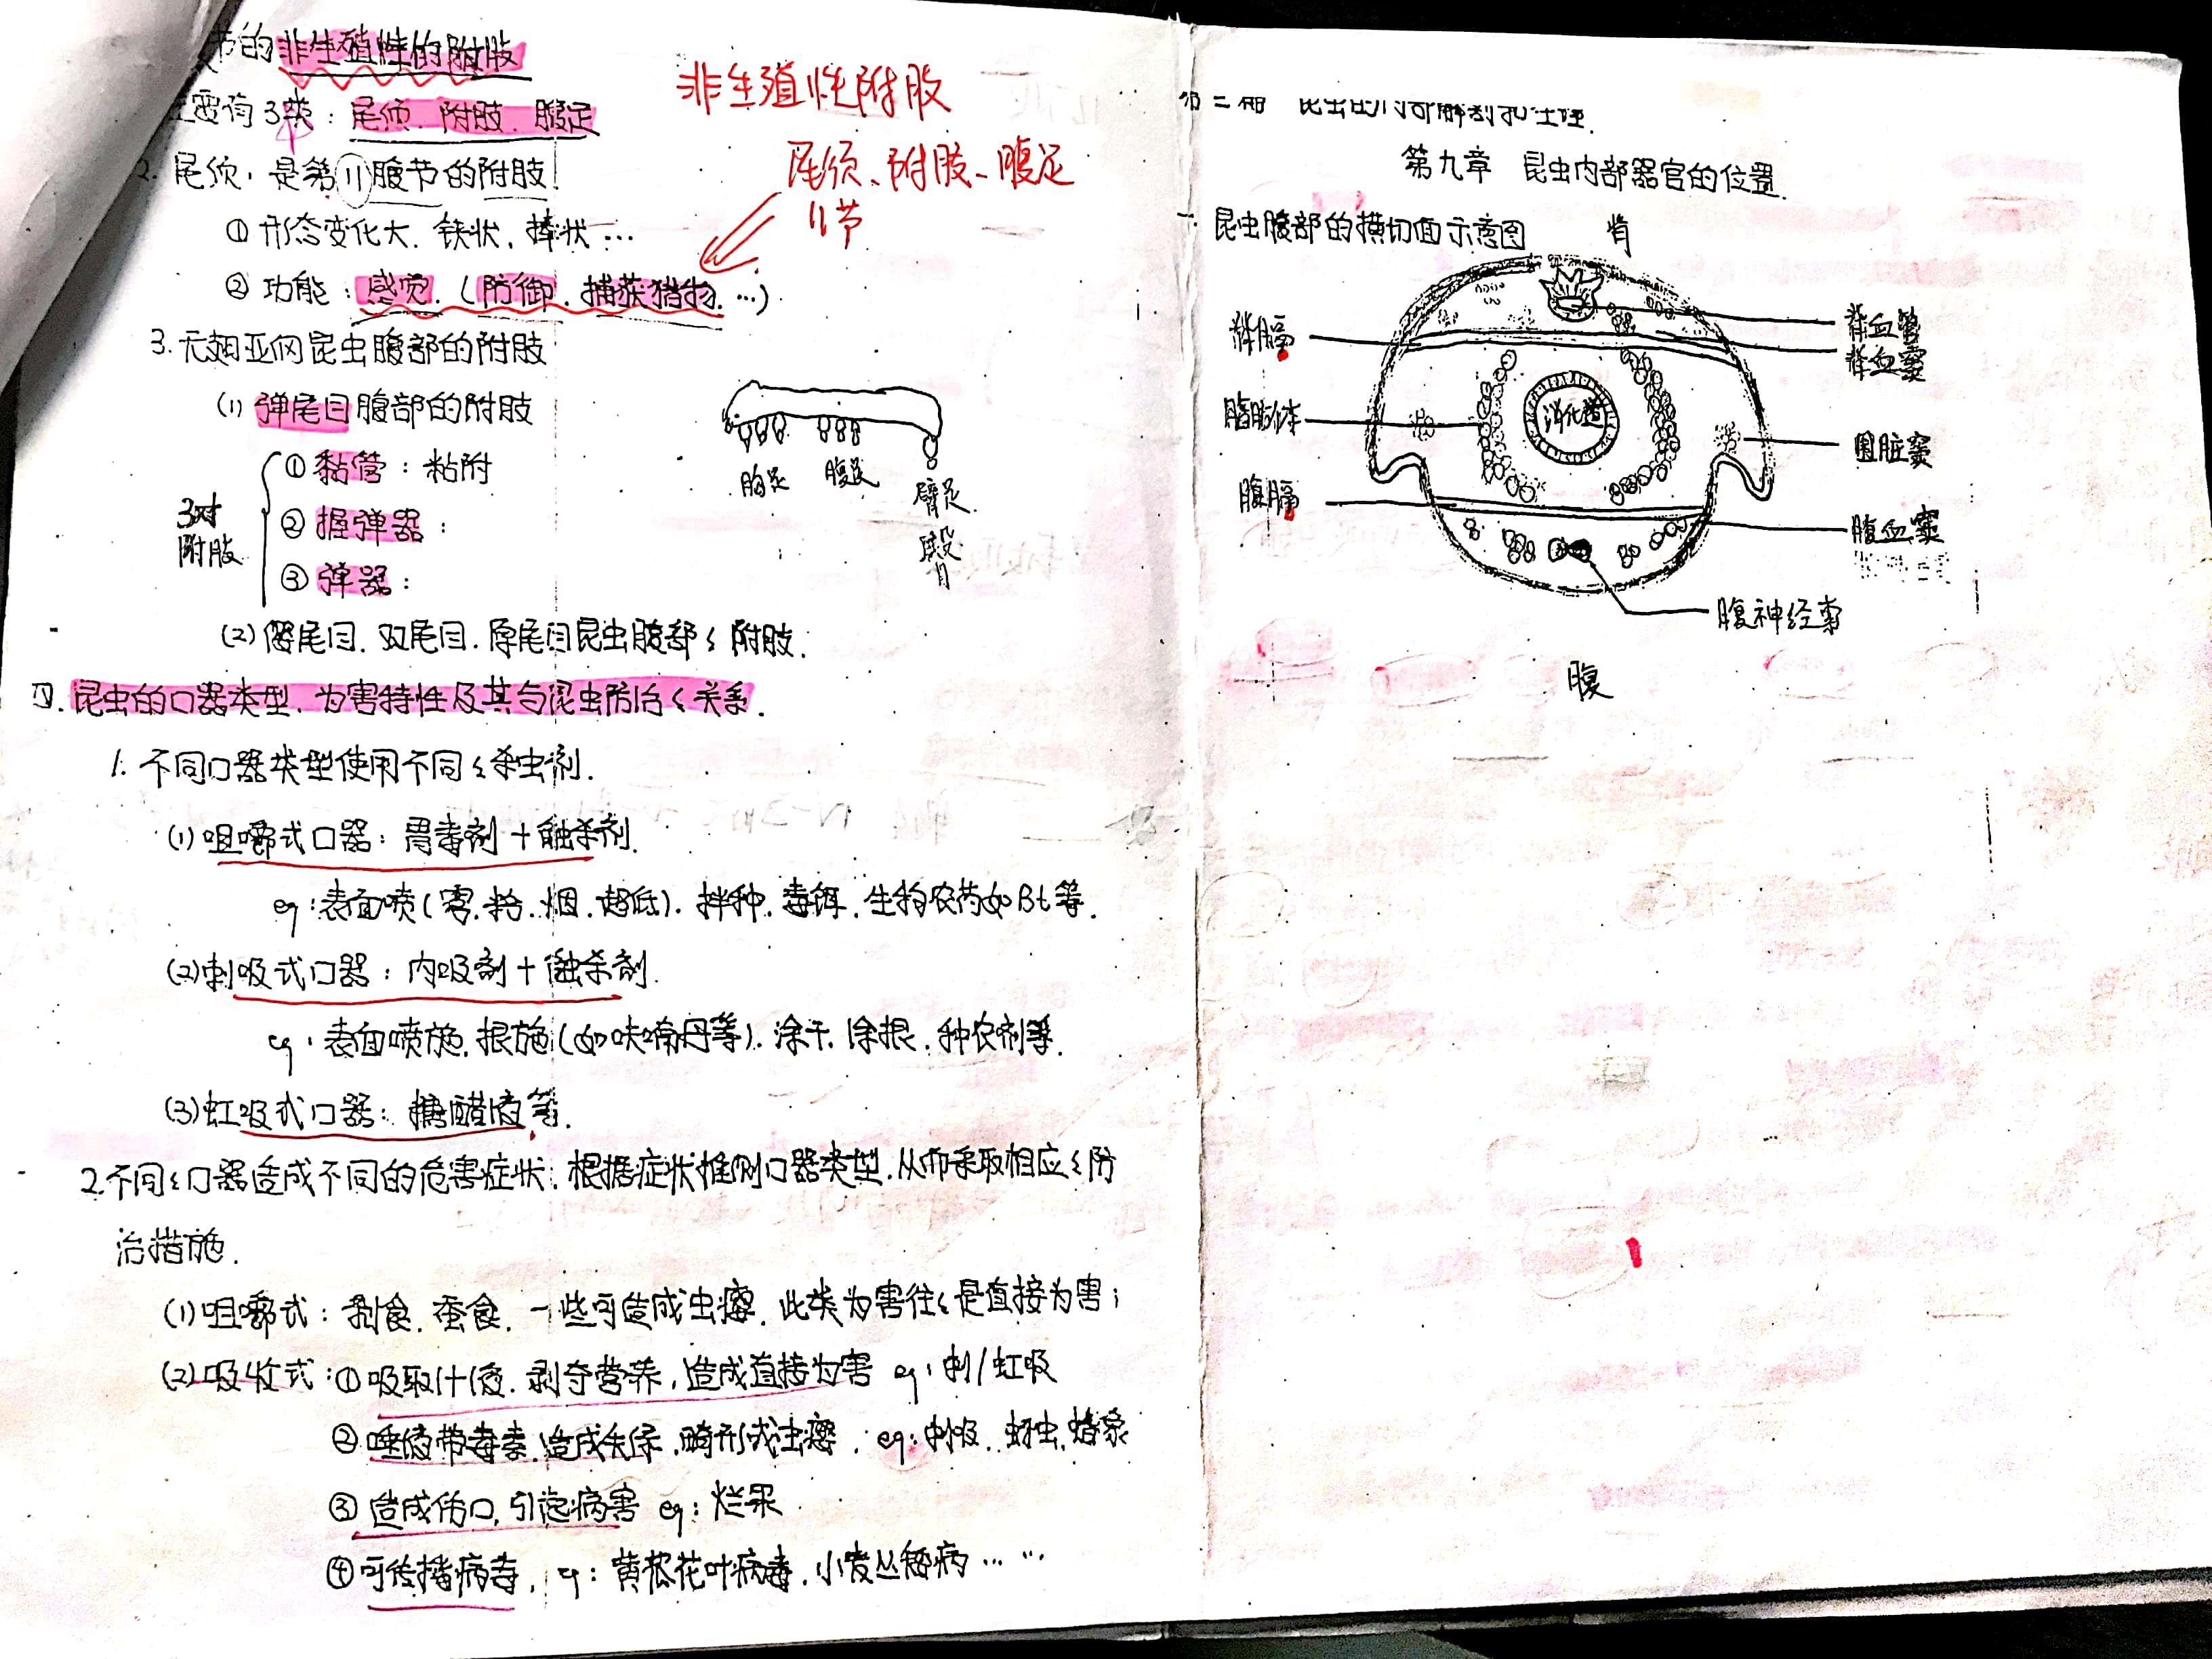 节的非生殖性的附肢
主要有3类：尾须、附肢、腹足
2. 尾须：是第11腹节的附肢！
① 形态变化大，铗状，棒状…
② 功能：感觉.（防御、捕获猎物、…）
3. 无翅亚纲昆虫腹部的附肢
(1) 弹尾目腹部的附肢
3对附肢
① 黏管：粘附
② 握弹器：
③ 弹器：
(2) 缨尾目、双尾目、原尾目昆虫腹部々附肢.
非生殖性附肢
尾须、附肢、腹足
11节
胸足
腹足
臀足
四. 昆虫的口器类型、为害特性及其与昆虫防治々关系.
1. 不同口器类型使用不同々杀虫剂.
(1) 咀嚼式口器：胃毒剂+触杀剂.
eg：表面喷(雾、粉、烟、超低)、拌种、毒饵、生物农药如Bt等.
(2) 刺吸式口器：内吸剂+触杀剂.
eg：表面喷施、根施(如呋喃丹等)、涂干、涂根、种衣剂等.
(3) 虹吸式口器：糖醋液等.
2. 不同々口器造成不同的危害症状，根据症状推测口器类型，从而采取相应々防
治措施.
(1) 咀嚼式：剥食、蚕食、一些可造成虫瘿. 此类为害往々是直接为害；
(2) 吸收式：① 吸取汁液、剥夺营养，造成直接为害 eg：刺/虹吸
② 唾液带毒素，造成失绿、畸形或虫瘿. eg：刺吸、蚜虫、蝽象
③ 造成伤口，引起病害 eg：烂果
④ 可传播病毒，eg：黄瓜花叶病毒、小麦丛矮病……
第二篇 昆虫的内部解剖和生理.
第九章 昆虫内部器官的位置.
一. 昆虫腹部的横切面示意图
背
背膈
脂肪体
腹膈
消化道
背血管
背血窦
围脏窦
腹血窦
腹神经索
腹